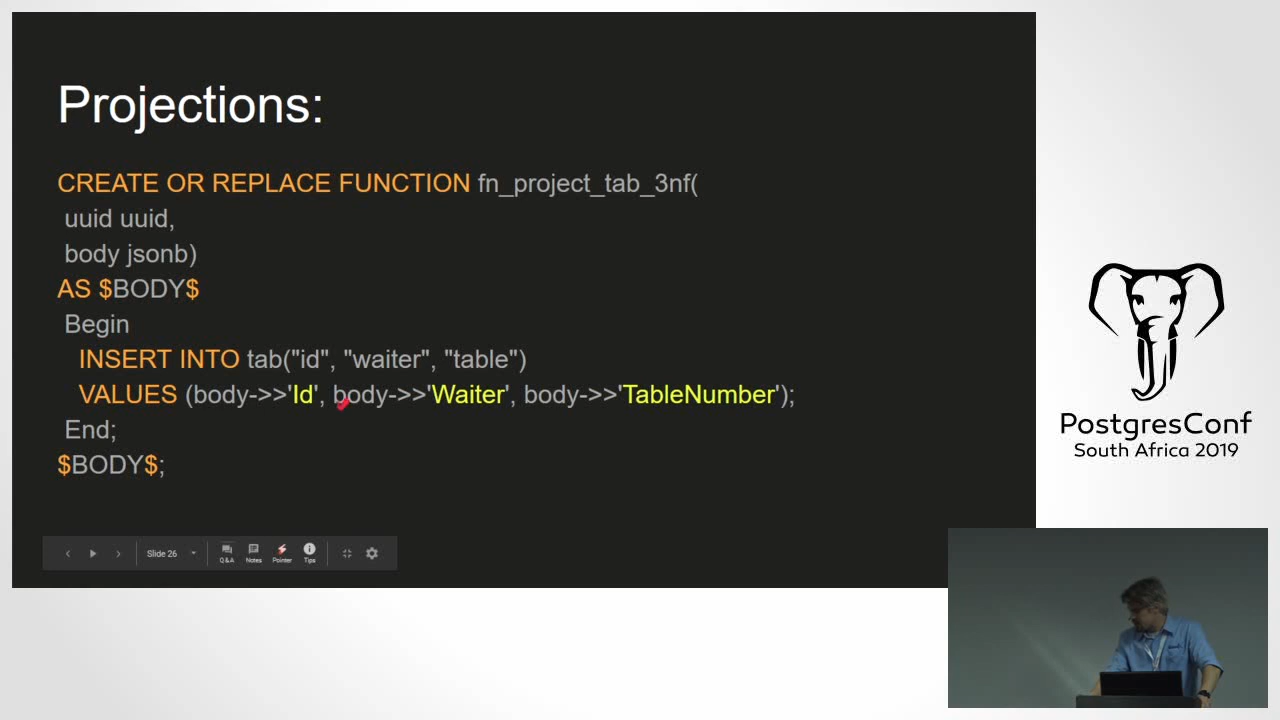 Projections:
CREATE OR REPLACE FUNCTION fn_project_tab_3nf(
uuid uuid,
body jsonb)
AS $BODY$
Begin
INSERT INTO tab("id", "waiter", "table")
VALUES (body->>'Id', body->>'Waiter', body->>'TableNumber');
End;
$BODY$;
Slide 26
Q&A Notes Pointer Tips
PostgresConf
South Africa 2019